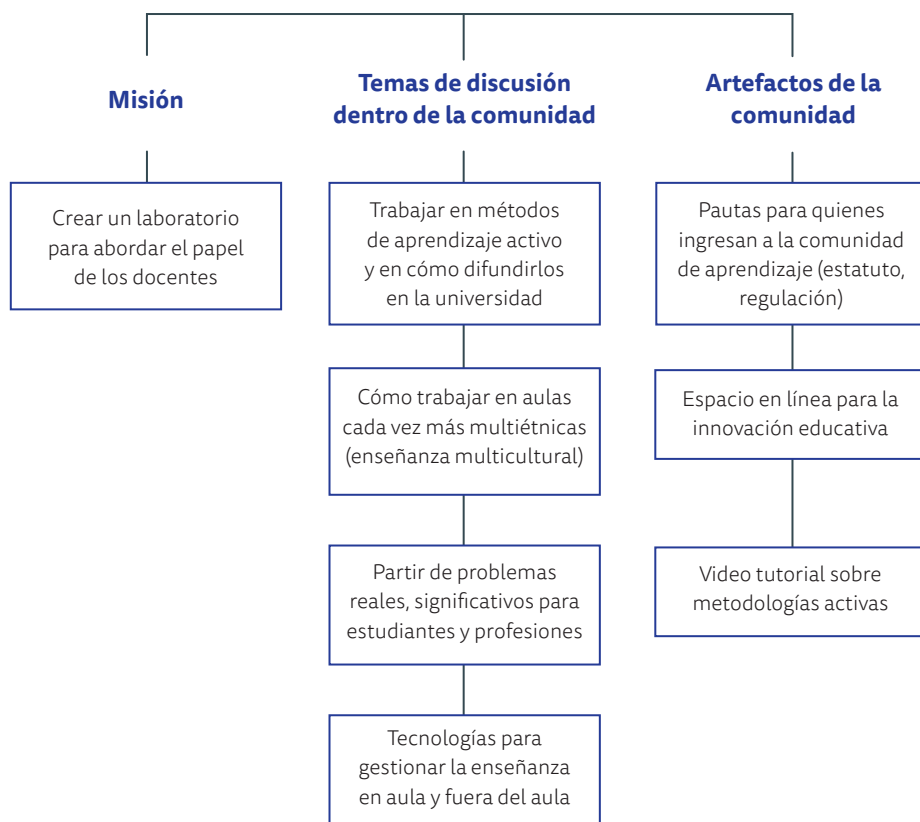 Misión
Crear un laboratorio
para abordar el papel
de los docentes
Temas de discusión
dentro de la comunidad
Trabajar en métodos
de aprendizaje activo
y en cómo difundirlos
en la universidad
Cómo trabajar en aulas
cada vez más multiétnicas
(enseñanza multicultural)
Partir de problemas
reales, significativos para
estudiantes y profesiones
Tecnologías para
gestionar la enseñanza
en aula y fuera del aula
Artefactos de la
comunidad
Pautas para quienes
ingresan a la comunidad
de aprendizaje (estatuto,
regulación)
Espacio en línea para la
innovación educativa
Video tutorial sobre
metodologías activas